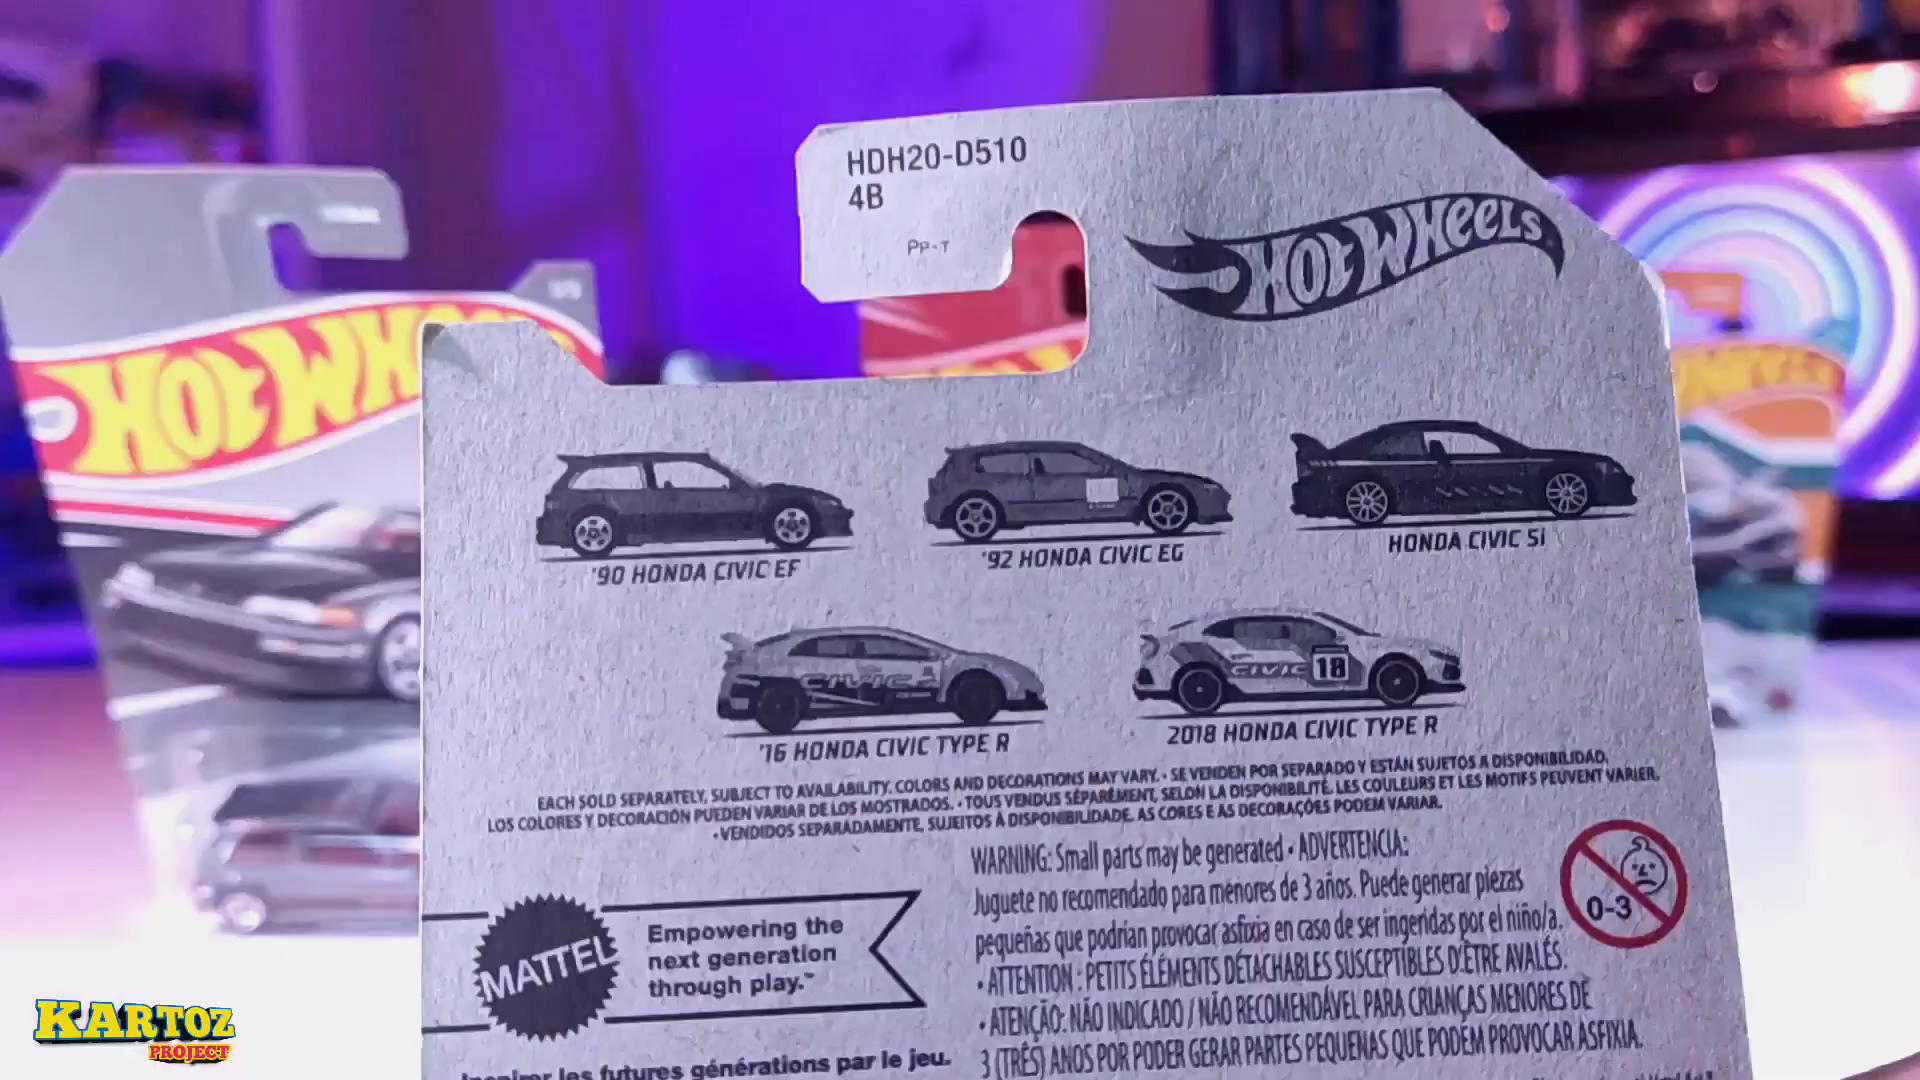 HDH20-D510
4B
PP-T
HOT WHEELS
HOT WHE
'90 HONDA CIVIC EF
'92 HONDA CIVIC EG
HONDA CIVIC SI
CIVIC
CIVIC 18
'16 HONDA CIVIC TYPE R
2018 HONDA CIVIC TYPE R
EACH SOLD SEPARATELY, SUBJECT TO AVAILABILITY. COLORS AND DECORATIONS MAY VARY. • SE VENDEN POR SEPARADO Y ESTÁN SUJETOS A DISPONIBILIDAD.
LOS COLORES Y DECORACIÓN PUEDEN VARIAR DE LOS MOSTRADOS. • TOUS VENDUS SÉPARÉMENT, SELON LA DISPONIBILITÉ. LES COULEURS ET LES MOTIFS PEUVENT VARIER.
• VENDIDOS SEPARADAMENTE, SUJEITOS À DISPONIBILIDADE. AS CORES E AS DECORAÇÕES PODEM VARIAR.
WARNING: Small parts may be generated • ADVERTENCIA:
Juguete no recomendado para menores de 3 años. Puede generar piezas
pequeñas que podrían provocar asfixia en caso de ser ingeridas por el niño/a.
• ATTENTION : PETITS ÉLÉMENTS DÉTACHABLES SUSCEPTIBLES D'ÊTRE AVALÉS.
• ATENÇÃO: NÃO INDICADO / NÃO RECOMENDÁVEL PARA CRIANÇAS MENORES DE
3 (TRÊS) ANOS POR PODER GERAR PARTES PEQUENAS QUE PODEM PROVOCAR ASFIXIA.
0-3
MATTEL
Empowering the
next generation
through play.™
les futures générations par le jeu.
KARTOZ
PROJECT